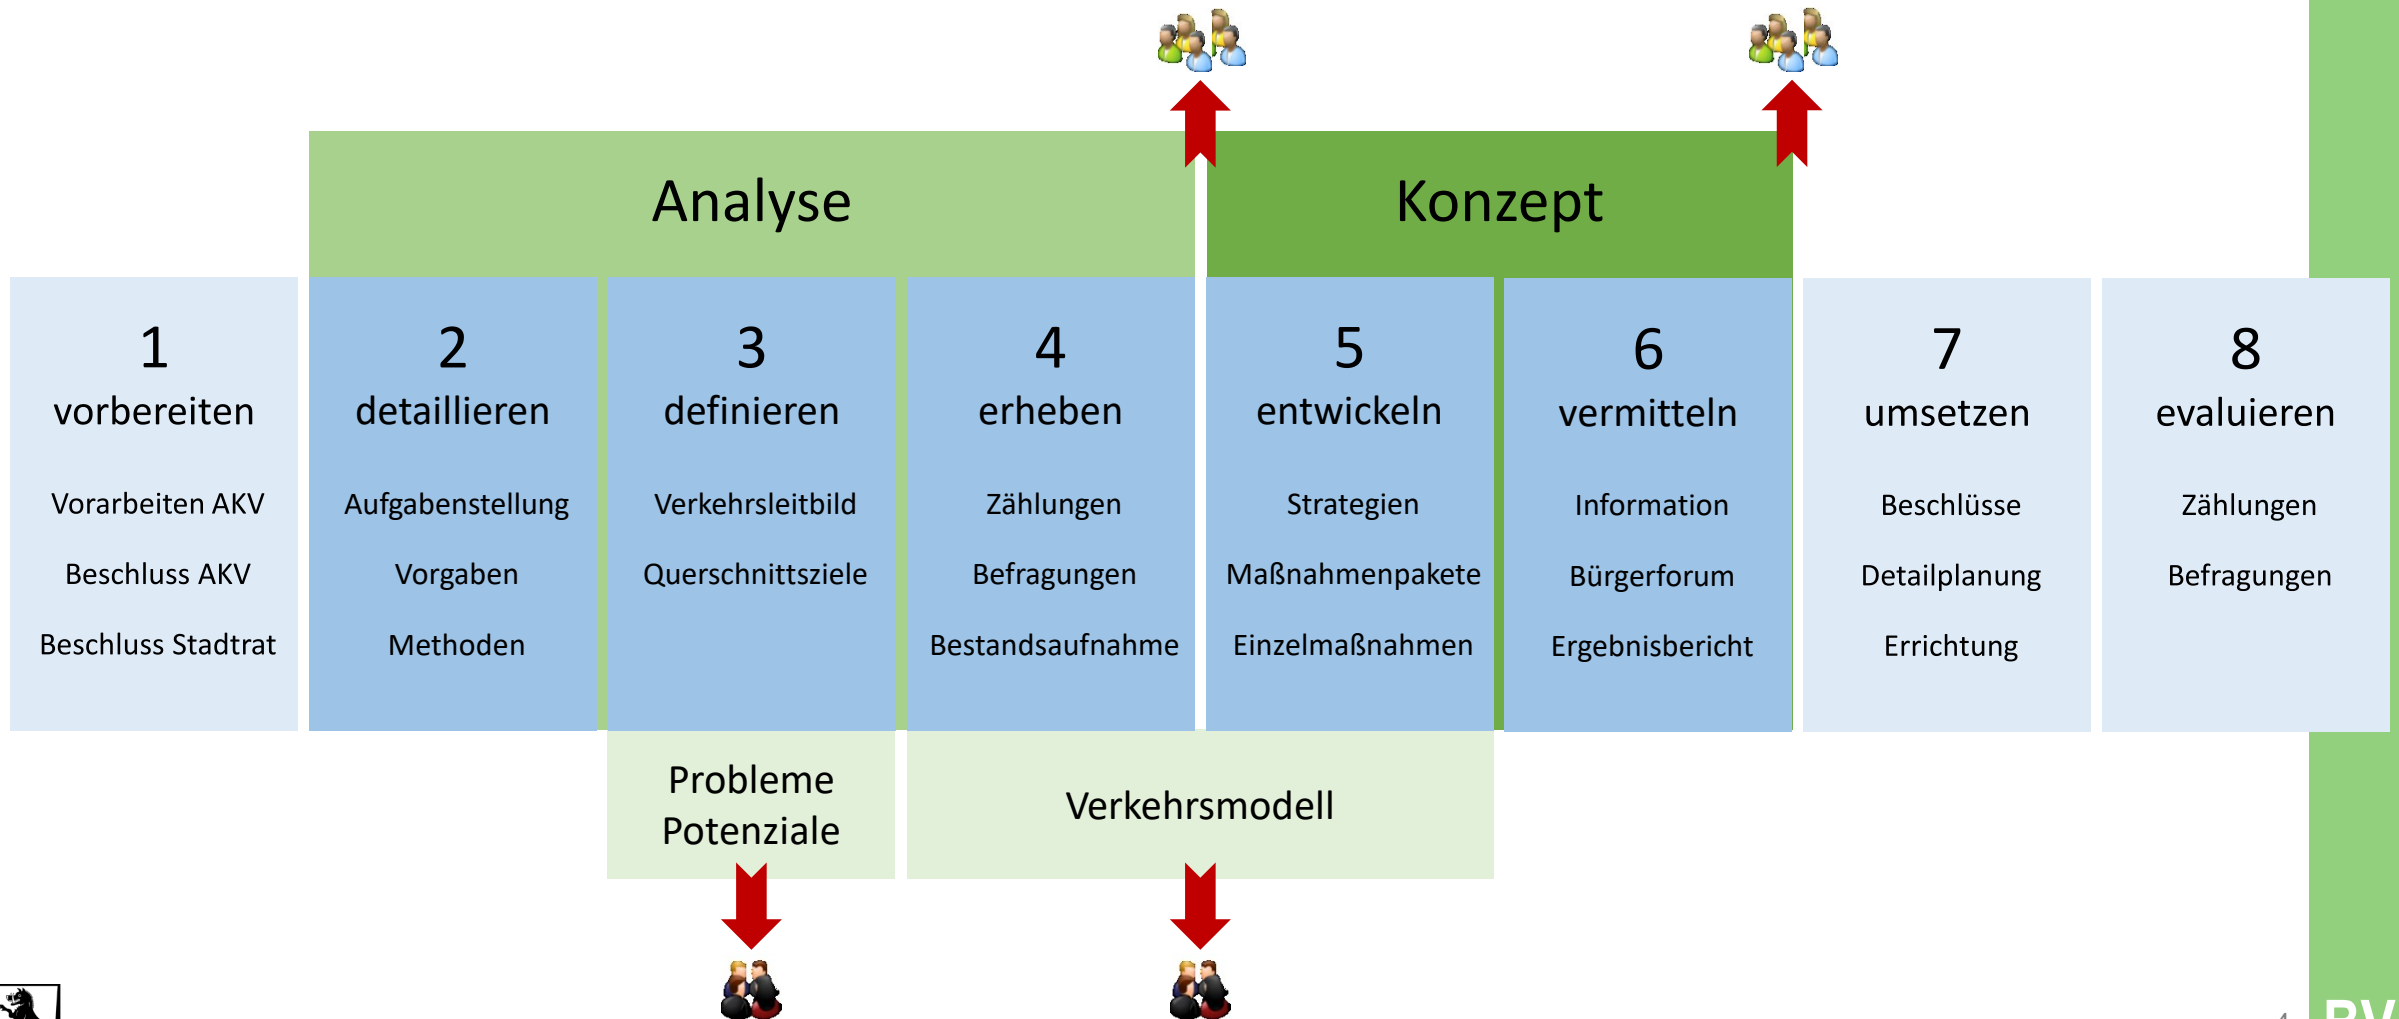 Analyse
Konzept
1
vorbereiten
Vorarbeiten AKV
Beschluss AKV
Beschluss Stadtrat
2
detaillieren
Aufgabenstellung
Vorgaben
Methoden
3
definieren
Verkehrsleitbild
Querschnittsziele
4
erheben
Zählungen
Befragungen
Bestandsaufnahme
5
entwickeln
Strategien
Maßnahmenpakete
Einzelmaßnahmen
6
vermitteln
Information
Bürgerforum
Ergebnisbericht
7
umsetzen
Beschlüsse
Detailplanung
Errichtung
8
evaluieren
Zählungen
Befragungen
Probleme
Potenziale
Verkehrsmodell